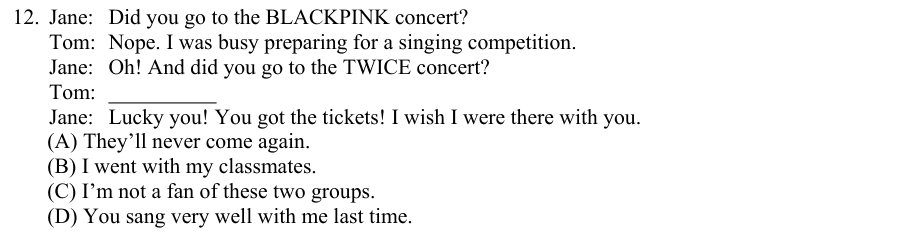 12. Jane: Did you go to the BLACKPINK concert?
Tom: Nope. I was busy preparing for a singing competition.
Jane: Oh! And did you go to the TWICE concert?
Tom: __________
Jane: Lucky you! You got the tickets! I wish I were there with you.
(A) They’ll never come again.
(B) I went with my classmates.
(C) I’m not a fan of these two groups.
(D) You sang very well with me last time.